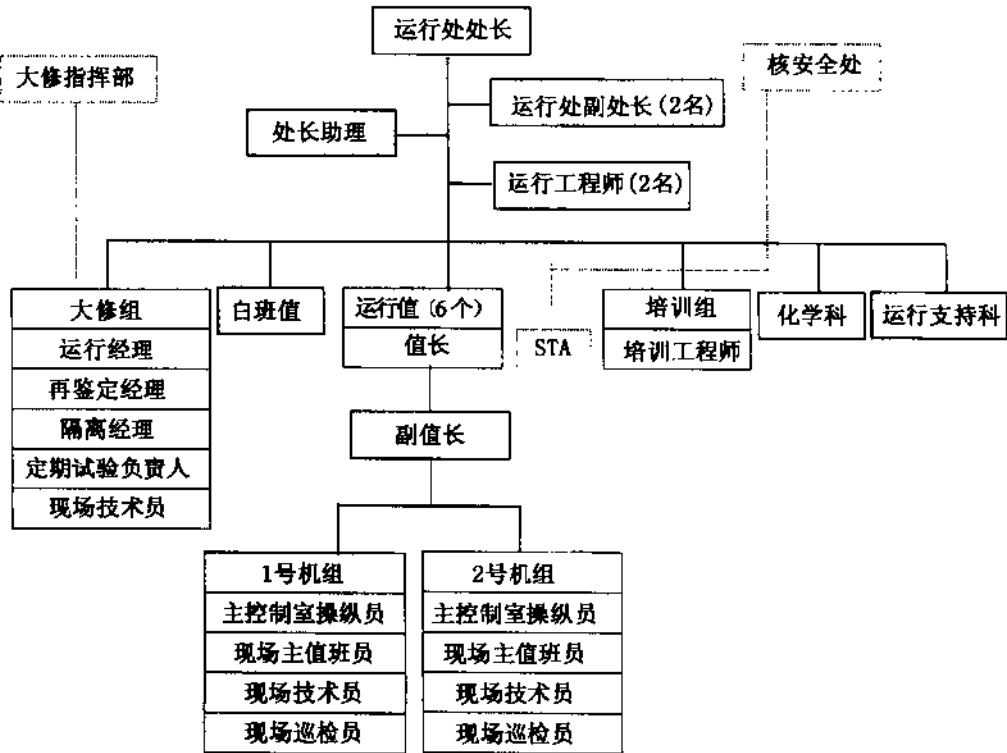 运行处处长
大修指挥部
核安全处
运行处副处长(2名)
处长助理
运行工程师(2名)
大修组
运行经理
再鉴定经理
隔离经理
定期试验负责人
现场技术员
白班值
运行值(6个)
值长
STA
培训组
培训工程师
化学科
运行支持科
副值长
1号机组
主控制室操纵员
现场主值班员
现场技术员
现场巡检员
2号机组
主控制室操纵员
现场主值班员
现场技术员
现场巡检员